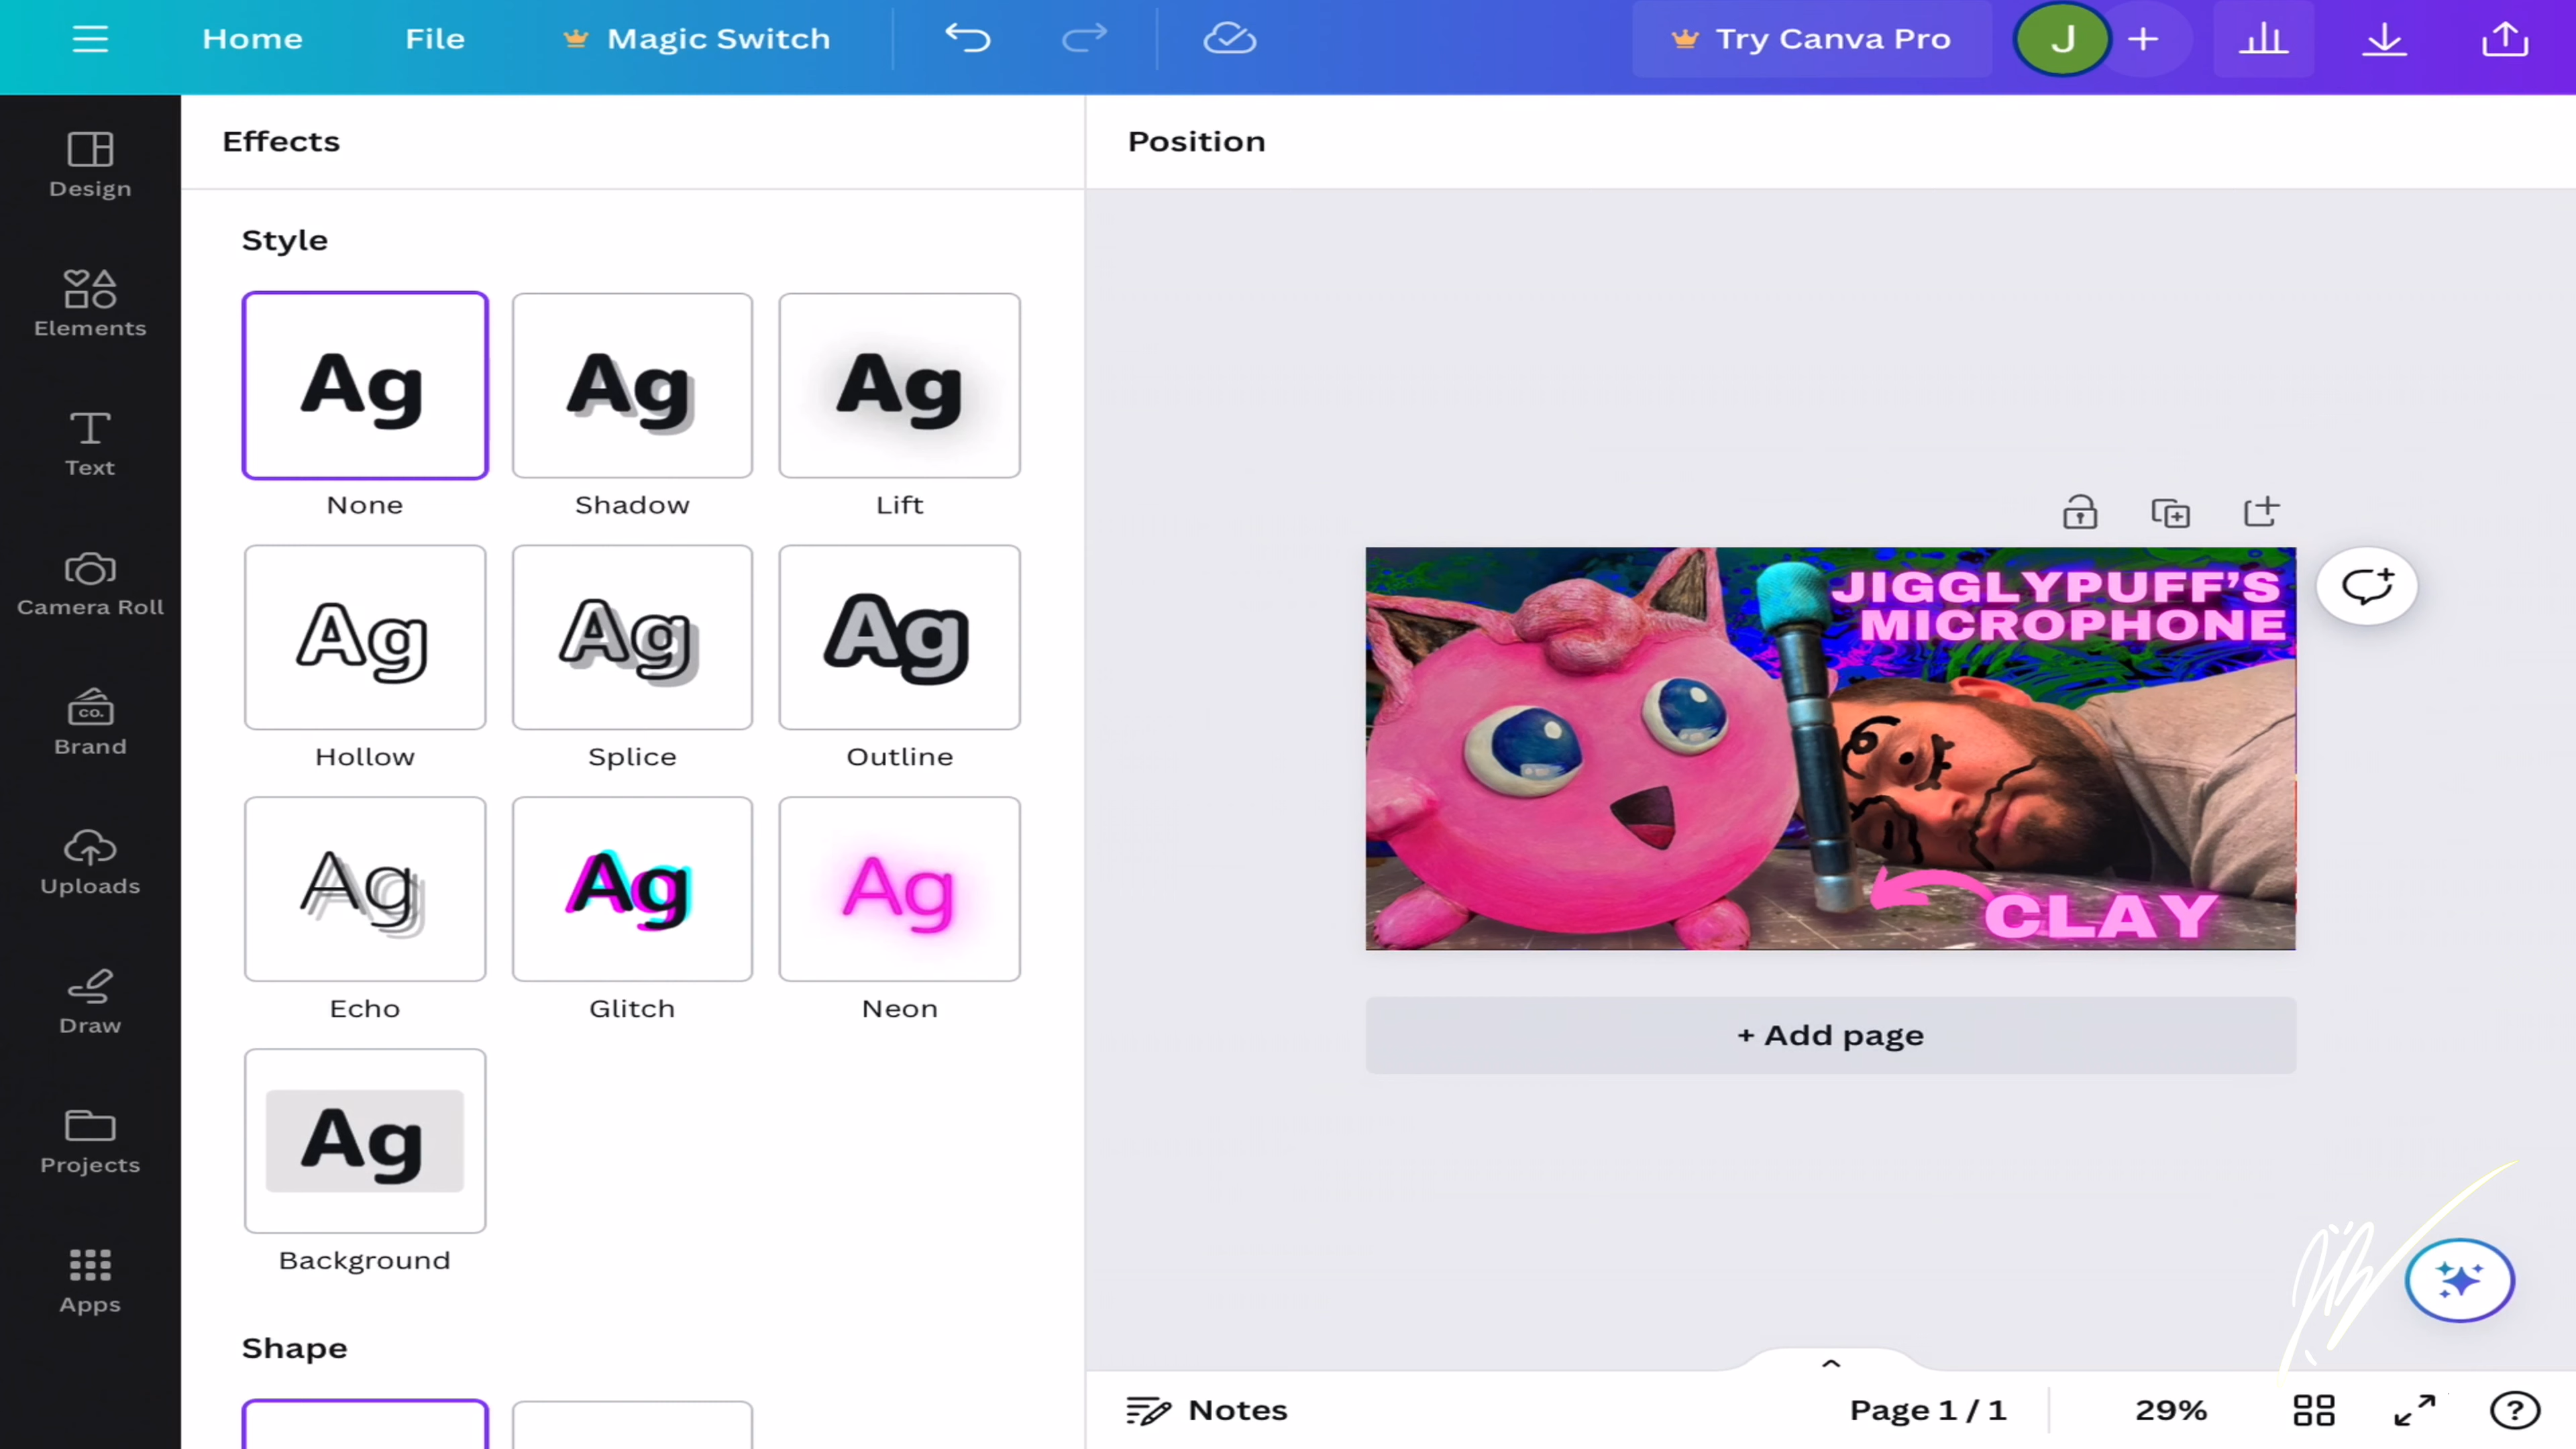 Home File Magic Switch Try Canva Pro J
Design
Elements
Text
Camera Roll
CO.
Brand
Uploads
Draw
Projects
Apps
Effects
Style
Ag Ag Ag
None Shadow Lift
Ag Ag Ag
Hollow Splice Outline
Ag Ag Ag
Echo Glitch Neon
Ag
Background
Shape
Position
JIGGLYPUFF'S
MICROPHONE
CLAY
+ Add page
Notes Page 1 / 1 29% ?